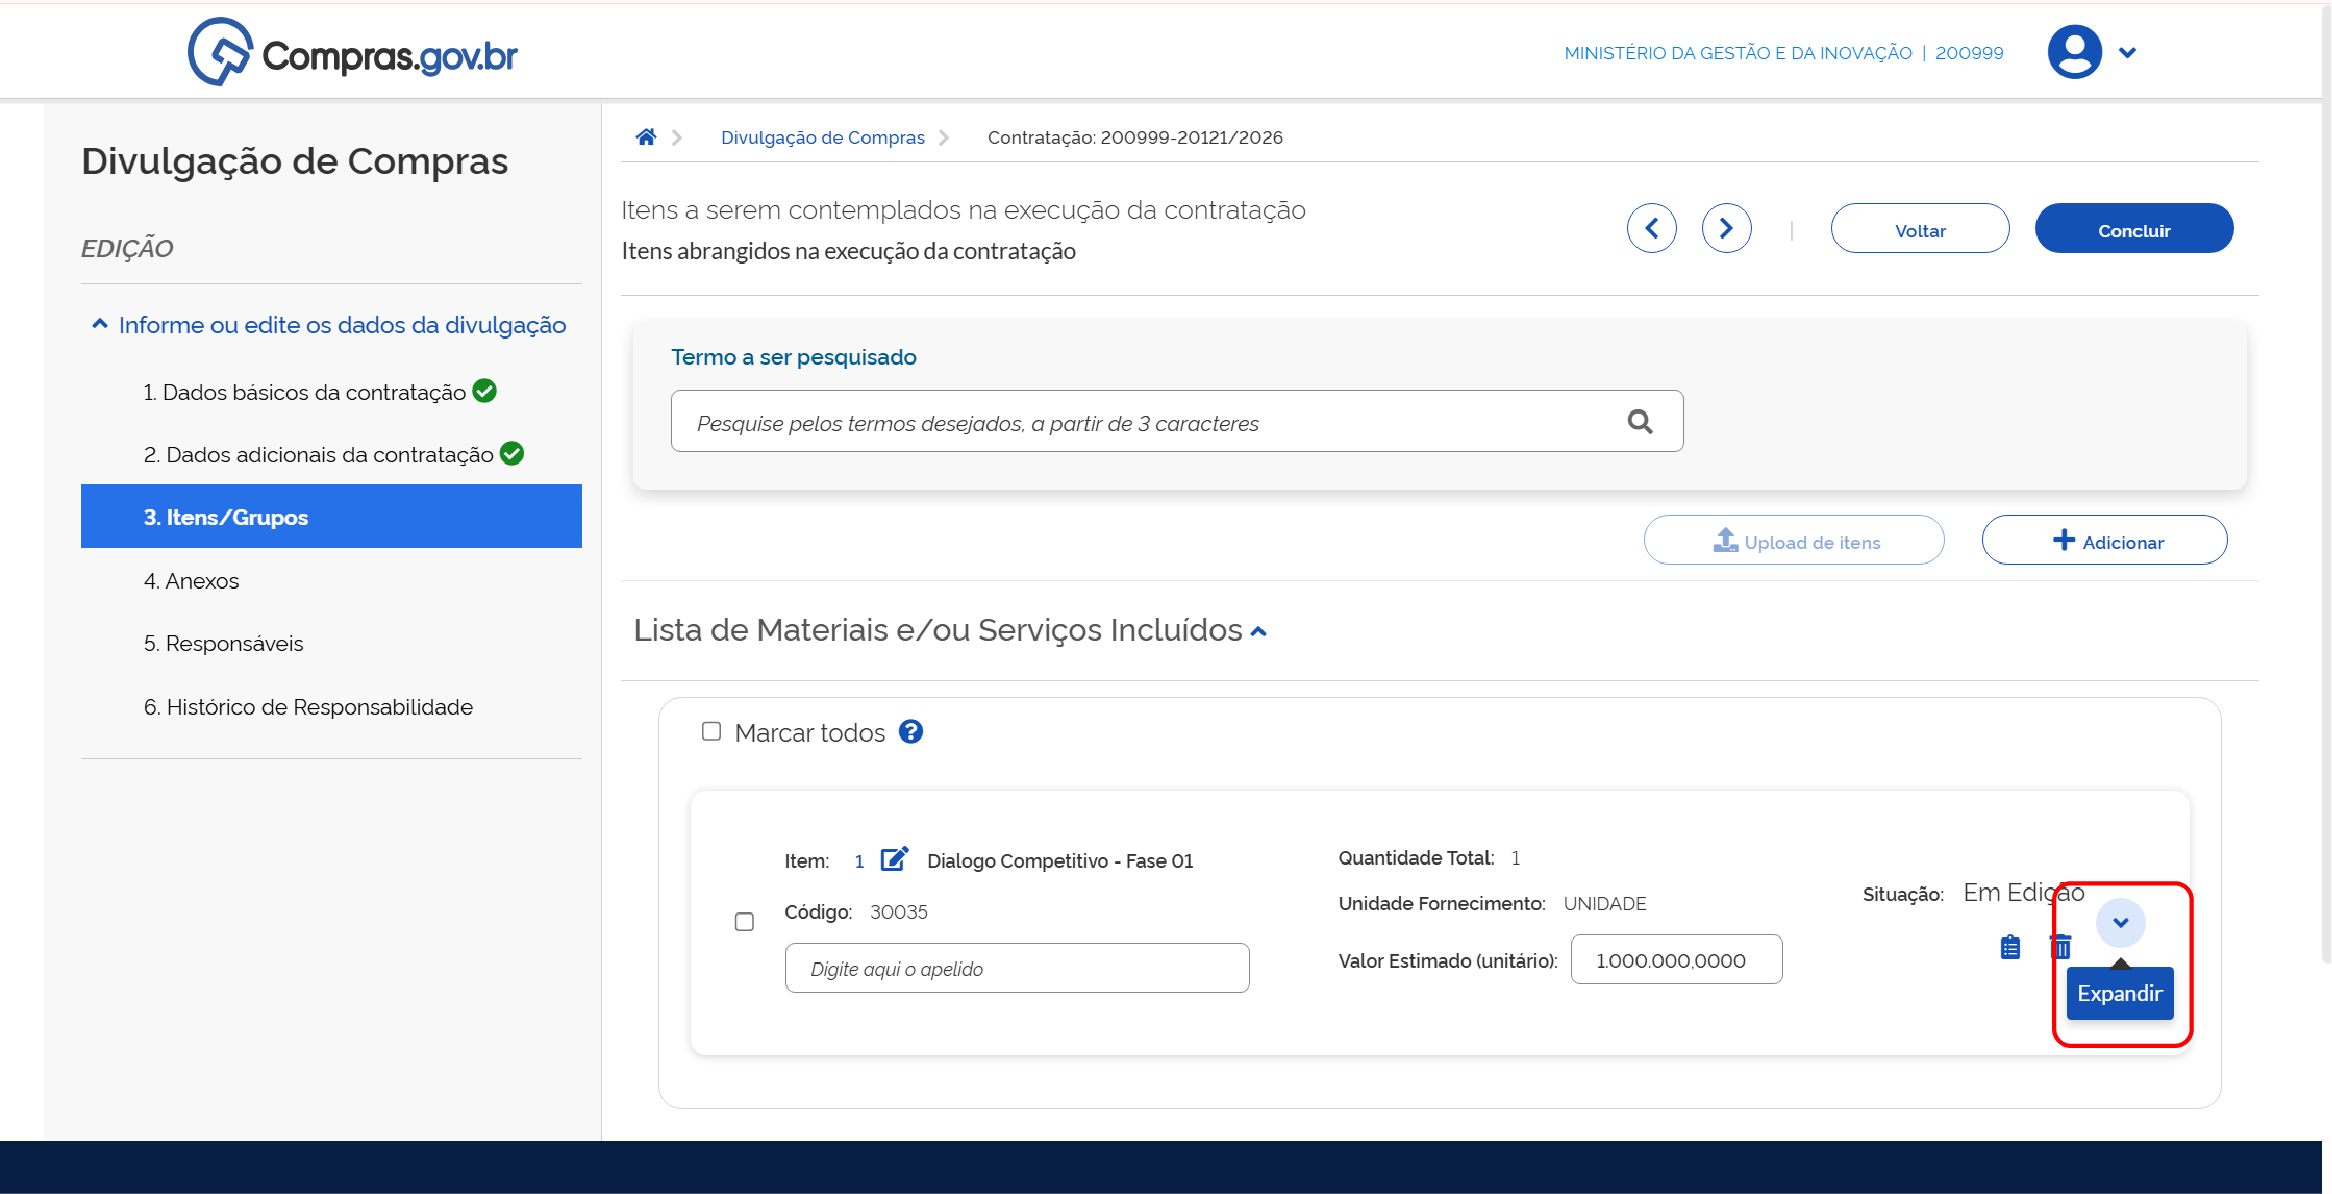 Compras.gov.br
MINISTÉRIO DA GESTÃO E DA INOVAÇÃO | 200999
Divulgação de Compras
EDIÇÃO
Informe ou edite os dados da divulgação
1. Dados básicos da contratação
2. Dados adicionais da contratação
3. Itens/Grupos
4. Anexos
5. Responsáveis
6. Histórico de Responsabilidade
Divulgação de Compras
Contratação: 200999-20121/2026
Itens a serem contemplados na execução da contratação
Itens abrangidos na execução da contratação
Voltar
Concluir
Termo a ser pesquisado
Pesquise pelos termos desejados, a partir de 3 caracteres
Upload de itens
Adicionar
Lista de Materiais e/ou Serviços Incluídos
Marcar todos
Item: 1 Dialogo Competitivo - Fase 01
Código: 30035
Digite aqui o apelido
Quantidade Total: 1
Unidade Fornecimento: UNIDADE
Valor Estimado (unitário): 1.000.000,0000
Situação: Em Edição
Expandir